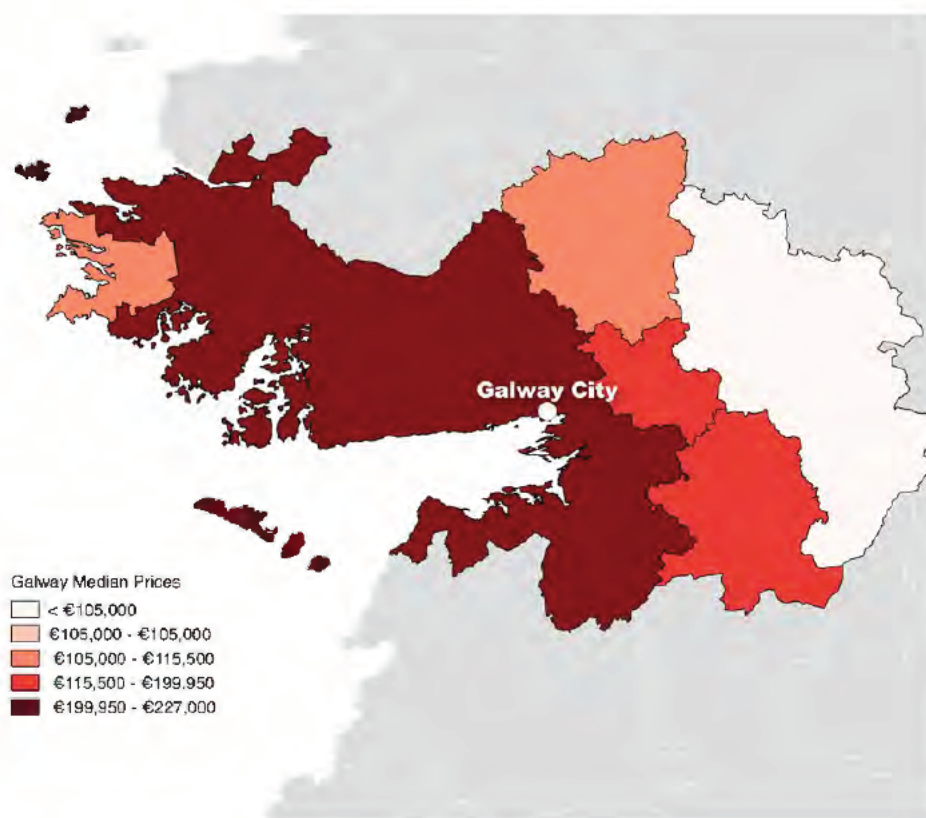 Galway City
Galway Median Prices
< €105,000
€105,000 - €105,000
€105,000 - €115,500
€115,500 - €199,950
€199,950 - €227,000